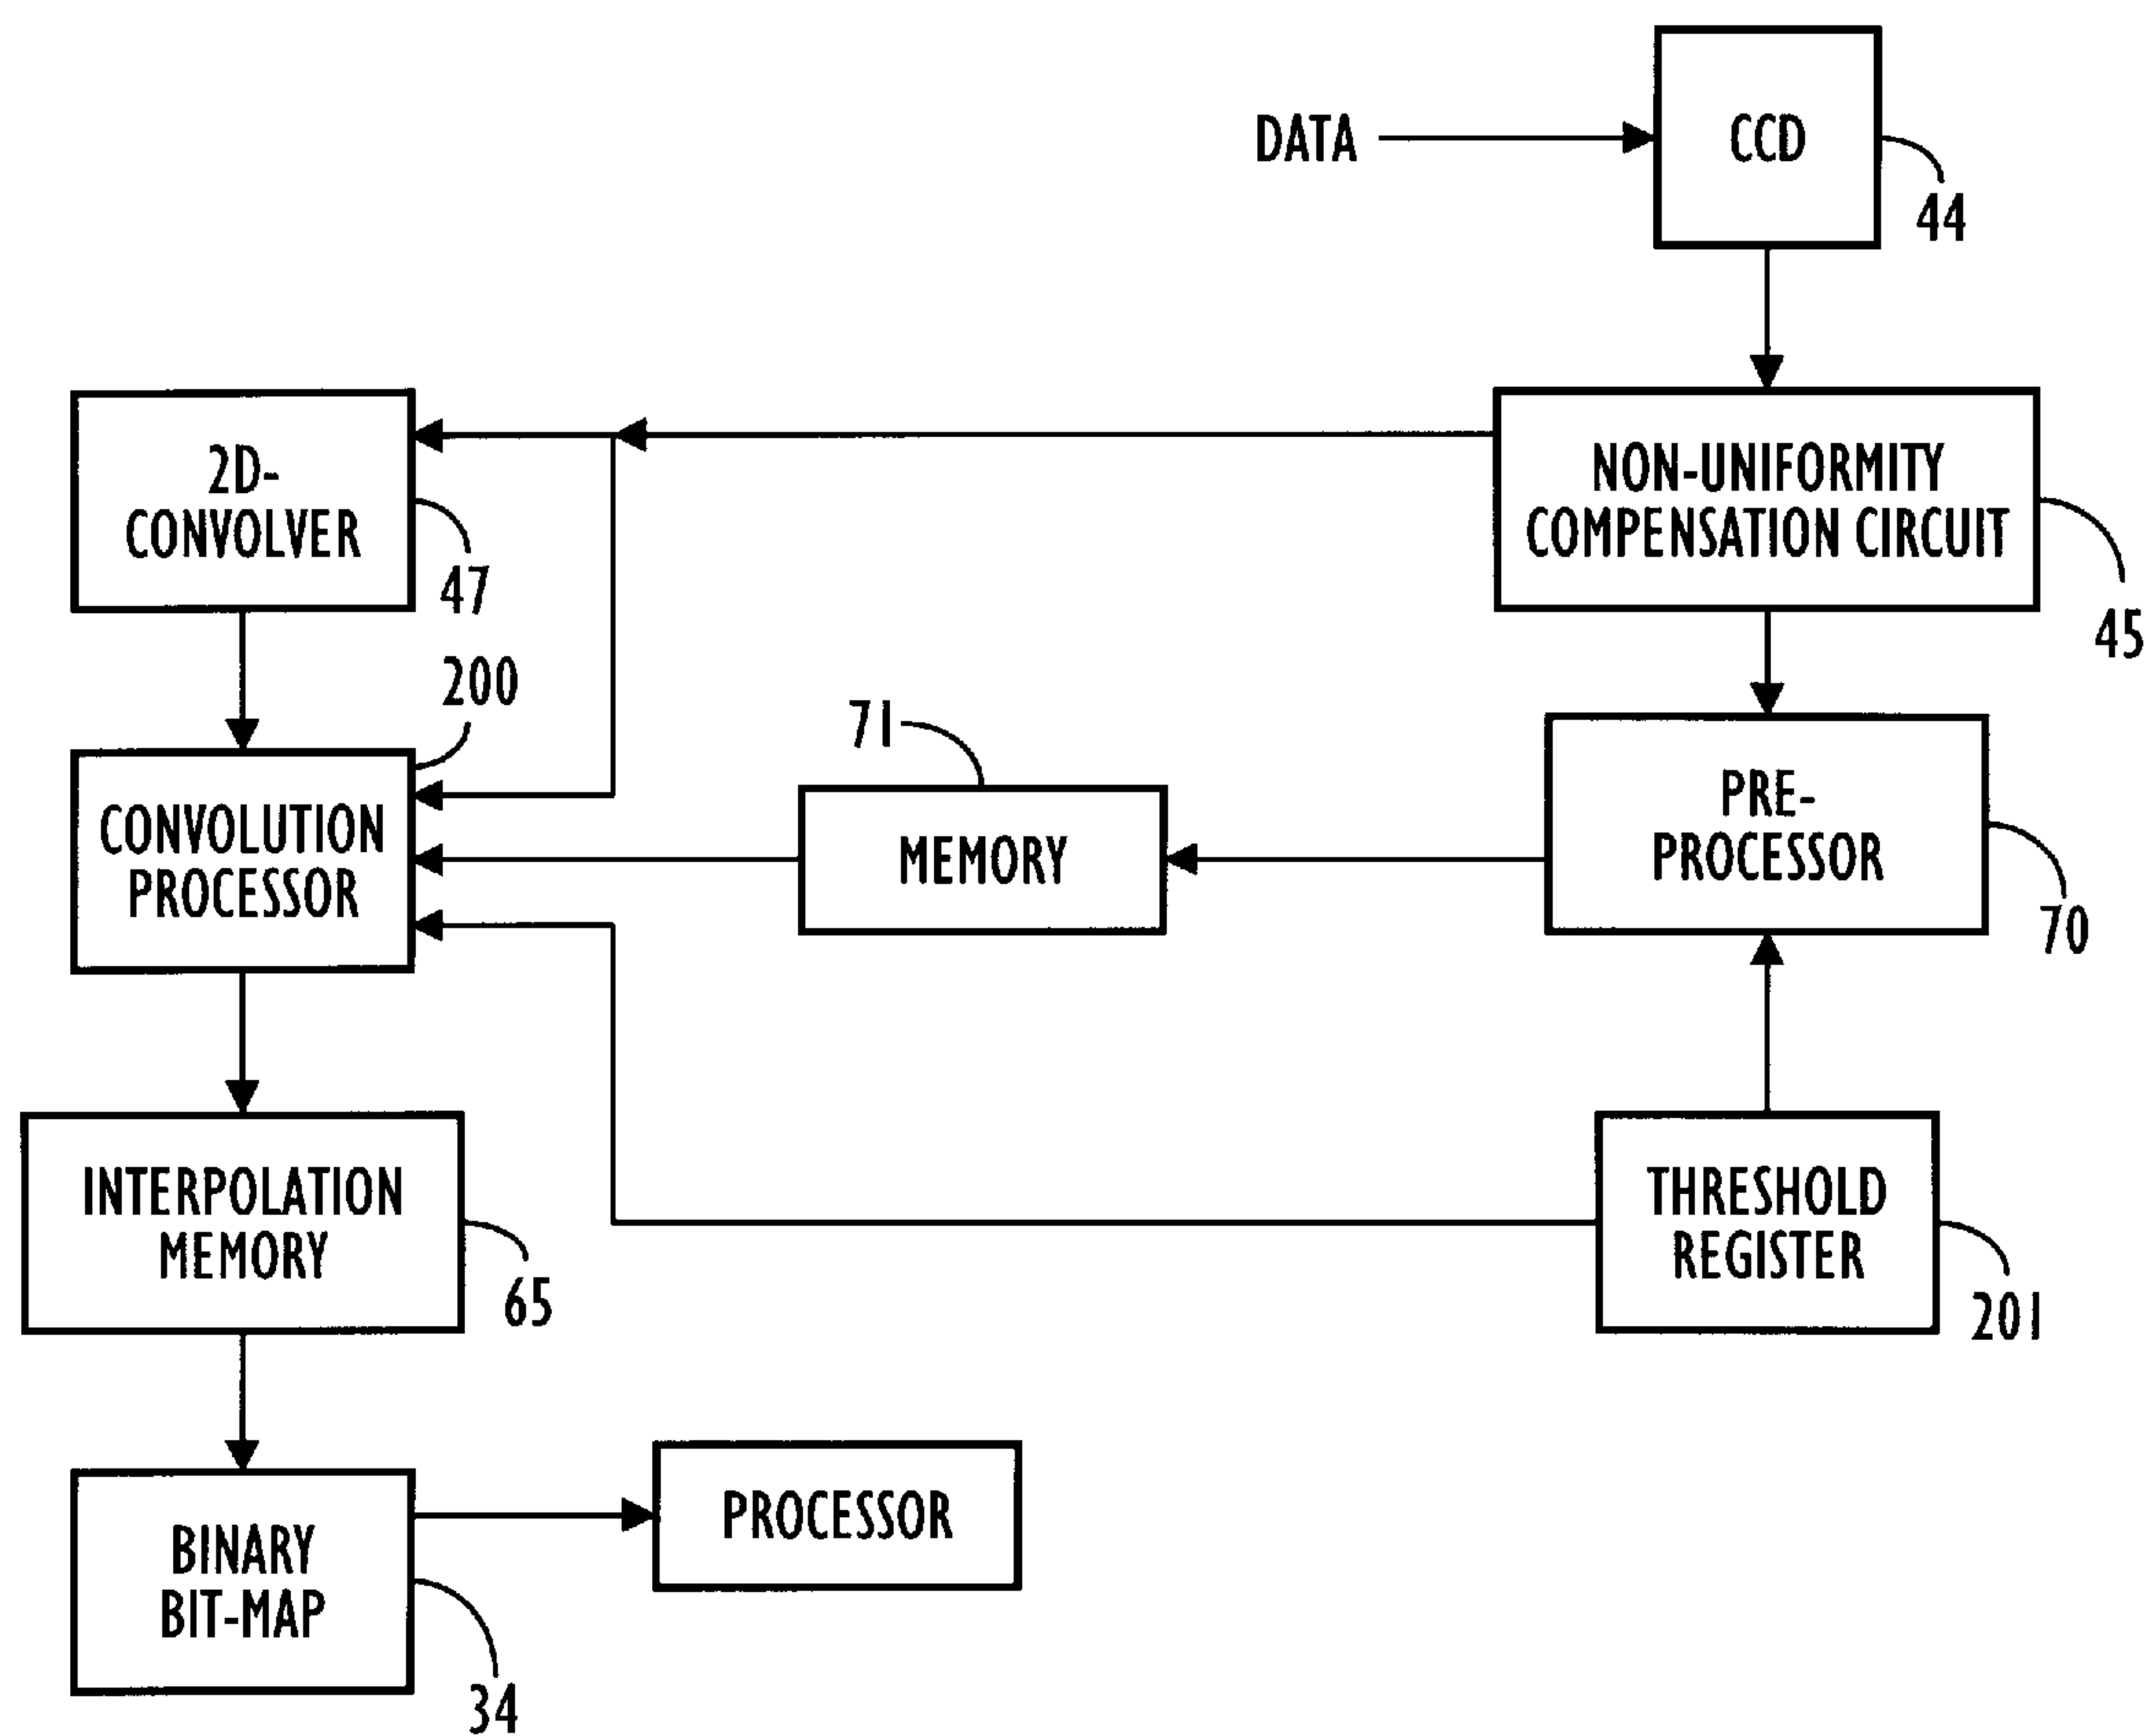 DATA
CCD
44
2D-
CONVOLVER
47
NON-UNIFORMITY
COMPENSATION CIRCUIT
45
200
CONVOLUTION
PROCESSOR
71
MEMORY
PRE-
PROCESSOR
70
INTERPOLATION
MEMORY
65
THRESHOLD
REGISTER
201
BINARY
BIT-MAP
34
PROCESSOR